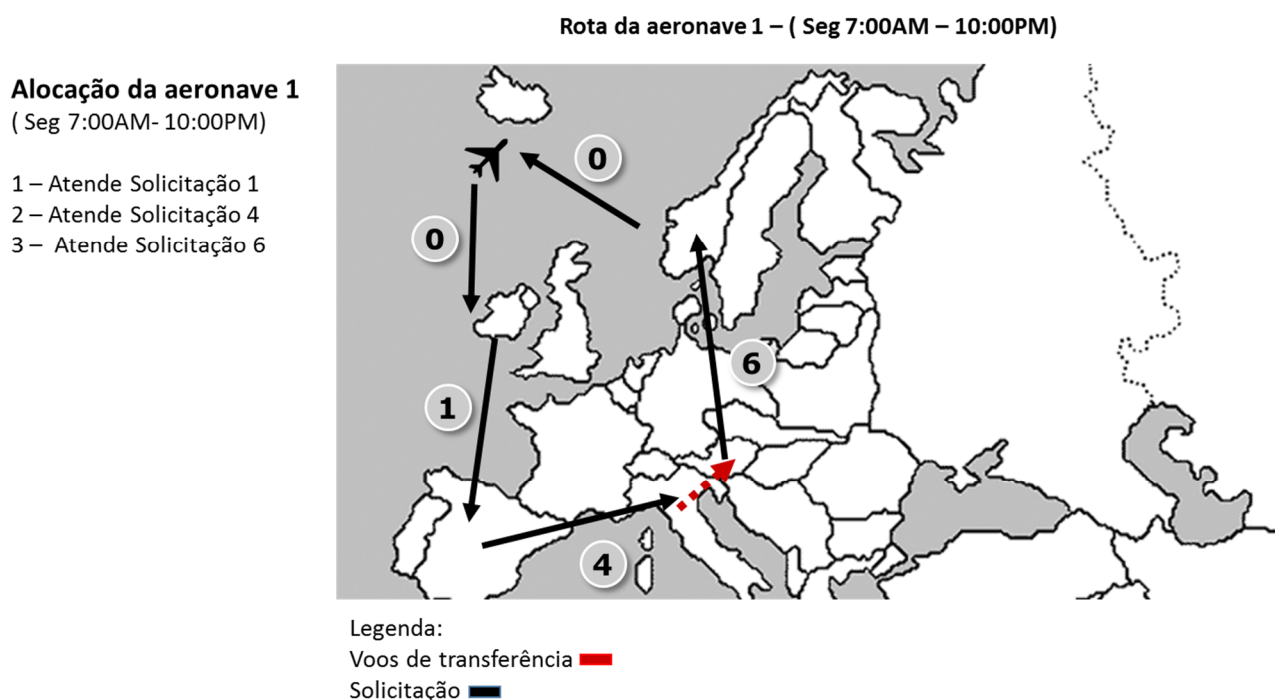 Rota da aeronave 1 – ( Seg 7:00AM – 10:00PM)
Alocação da aeronave 1
( Seg 7:00AM- 10:00PM)
1 – Atende Solicitação 1
2 – Atende Solicitação 4
3 –  Atende Solicitação 6
0
0
1
6
4
Legenda:
Voos de transferência
Solicitação